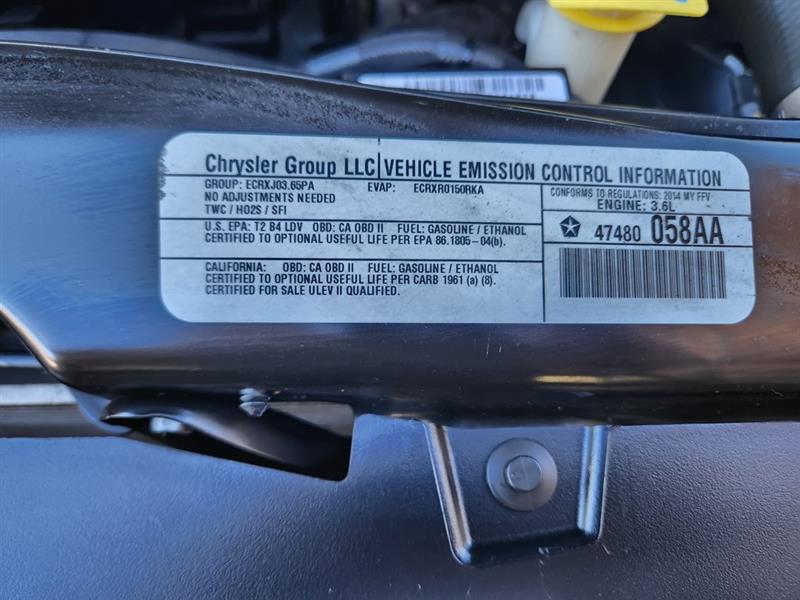 Chrysler Group LLC VEHICLE EMISSION CONTROL INFORMATION
GROUP: ECRXJ03.65PA EVAP: ECRXR0150RKA
NO ADJUSTMENTS NEEDED
TWC / HO2S / SFI
CONFORMS TO REGULATIONS: 2014 MY FFV
ENGINE: 3.6L
U.S. EPA: T2 B4 LDV OBD: CA OBD II FUEL: GASOLINE / ETHANOL
CERTIFIED TO OPTIONAL USEFUL LIFE PER EPA 86.1805-04(b).
47480 058AA
CALIFORNIA: OBD: CA OBD II FUEL: GASOLINE / ETHANOL
CERTIFIED TO OPTIONAL USEFUL LIFE PER CARB 1961 (a) (8).
CERTIFIED FOR SALE ULEV II QUALIFIED.